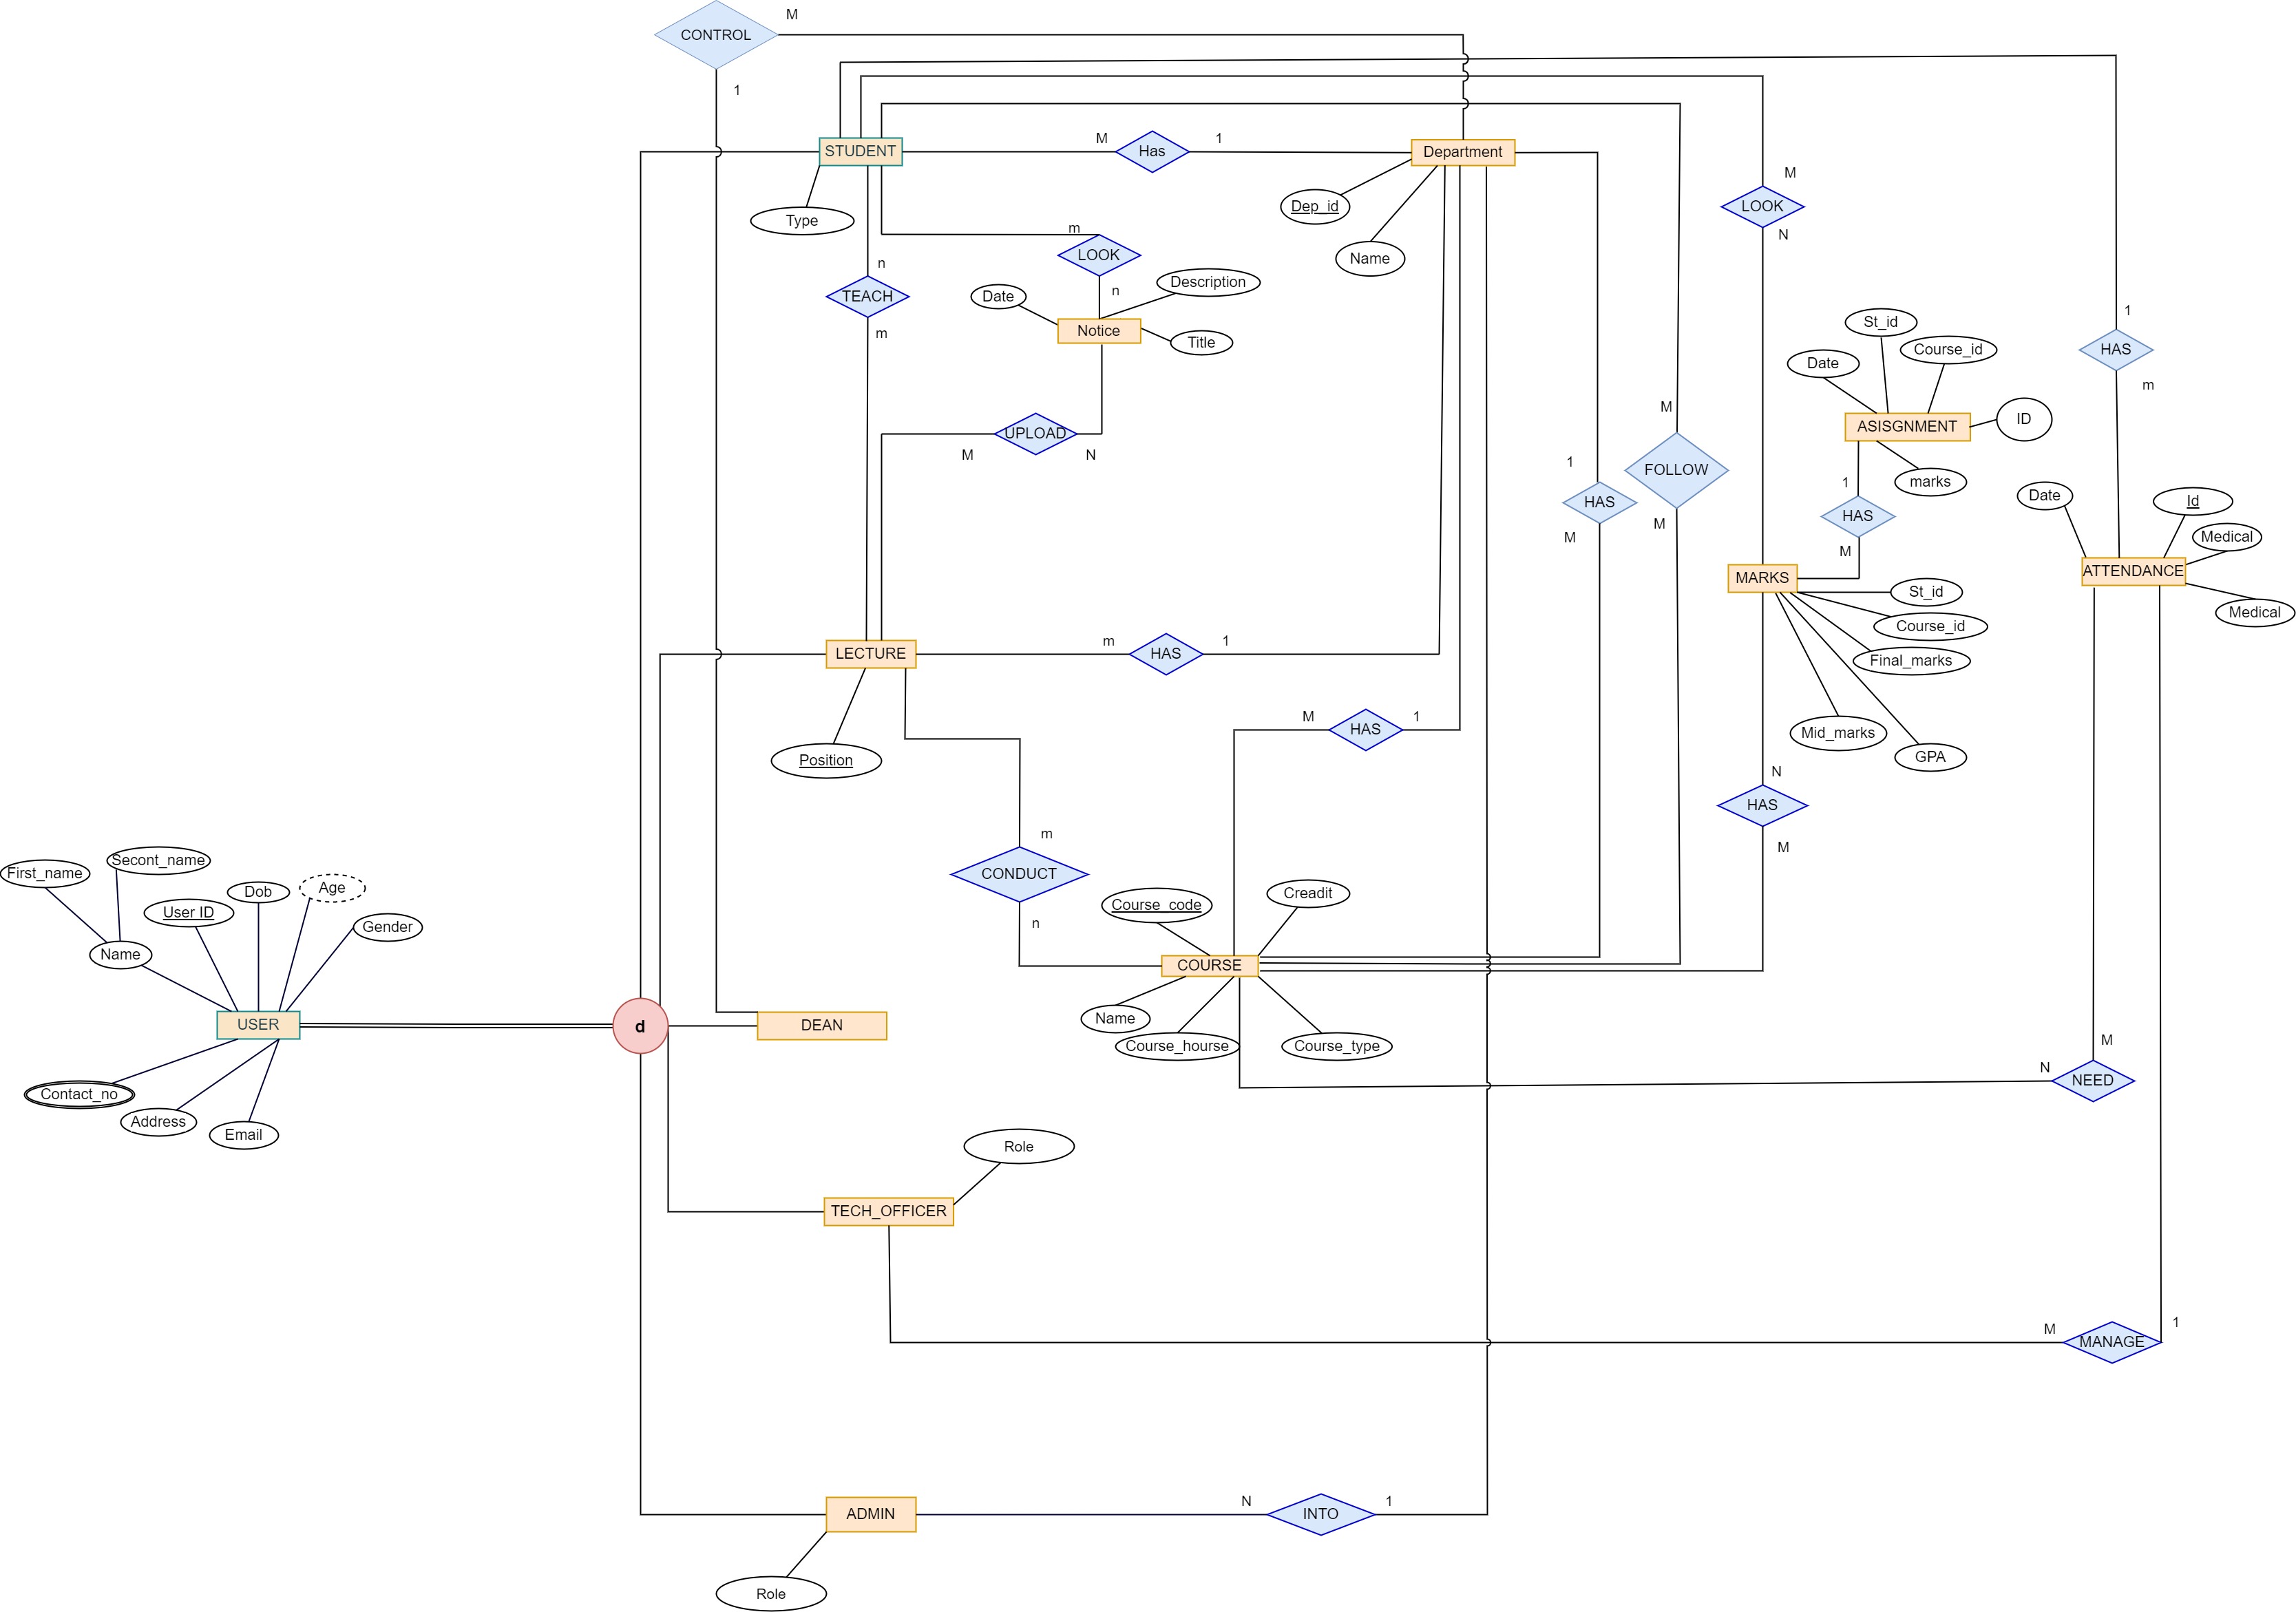 CONTROL
M
1
STUDENT
M
Has
1
Department
Type
Dep_id
Name
M
LOOK
N
m
LOOK
n
n
TEACH
m
Date
Description
Notice
Title
M
UPLOAD
N
St_id
Date
Course_id
ASISGNMENT
ID
marks
1
HAS
M
1
HAS
m
1
HAS
M
M
FOLLOW
M
Date
Id
Medical
ATTENDANCE
Medical
MARKS
St_id
Course_id
Final_marks
Mid_marks
GPA
LECTURE
m
HAS
1
Position
M
HAS
1
N
HAS
M
m
CONDUCT
n
Course_code
Creadit
COURSE
Name
Course_hourse
Course_type
First_name
Secont_name
User ID
Dob
Age
Gender
Name
USER
d
DEAN
Contact_no
Address
Email
M
N
NEED
Role
TECH_OFFICER
M
MANAGE
1
ADMIN
N
INTO
1
Role